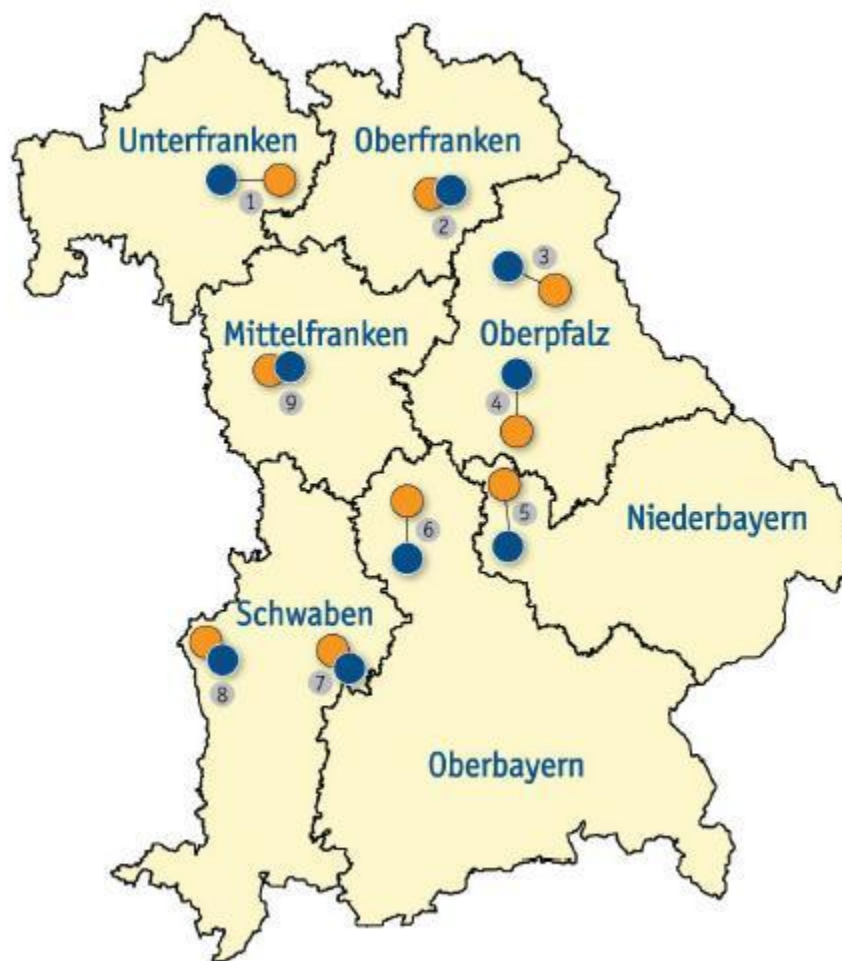 Unterfranken
Oberfranken
1
2
3
Mittelfranken
Oberpfalz
9
4
5
6
Niederbayern
Schwaben
8
7
Oberbayern